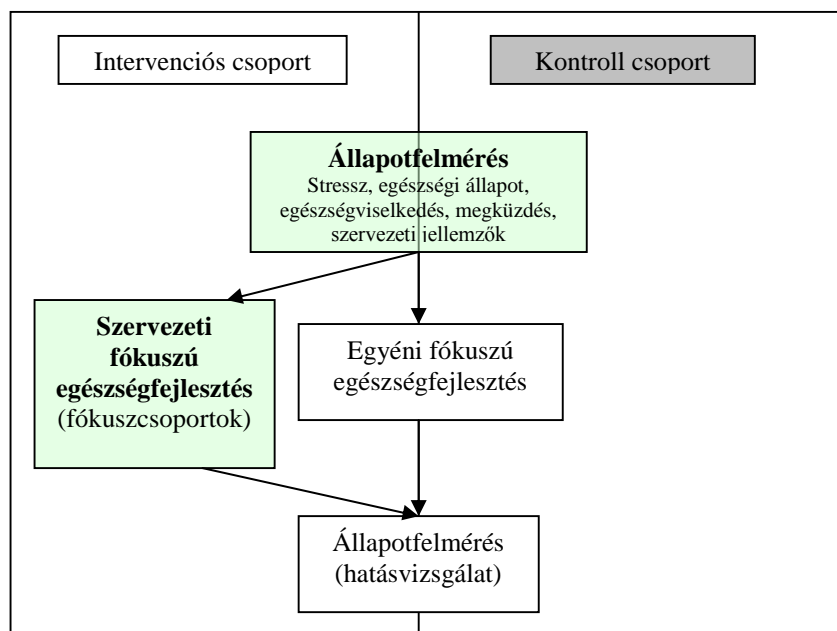 Intervenciós csoport
Kontroll csoport
Állapotfelmérés
Stressz, egészségi állapot,
egészségviselkedés, megküzdés,
szervezeti jellemzők
Szervezeti
fókuszú
egészségfejlesztés
(fókuszcsoportok)
Egyéni fókuszú
egészségfejlesztés
Állapotfelmérés
(hatásvizsgálat)